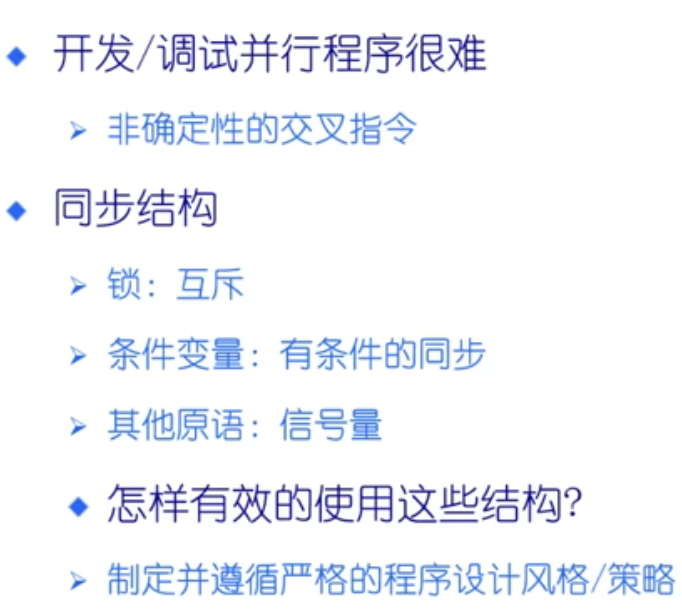 开发/调试并行程序很难
非确定性的交叉指令
同步结构
锁：互斥
条件变量：有条件的同步
其他原语：信号量
怎样有效的使用这些结构?
制定并遵循严格的程序设计风格/策略